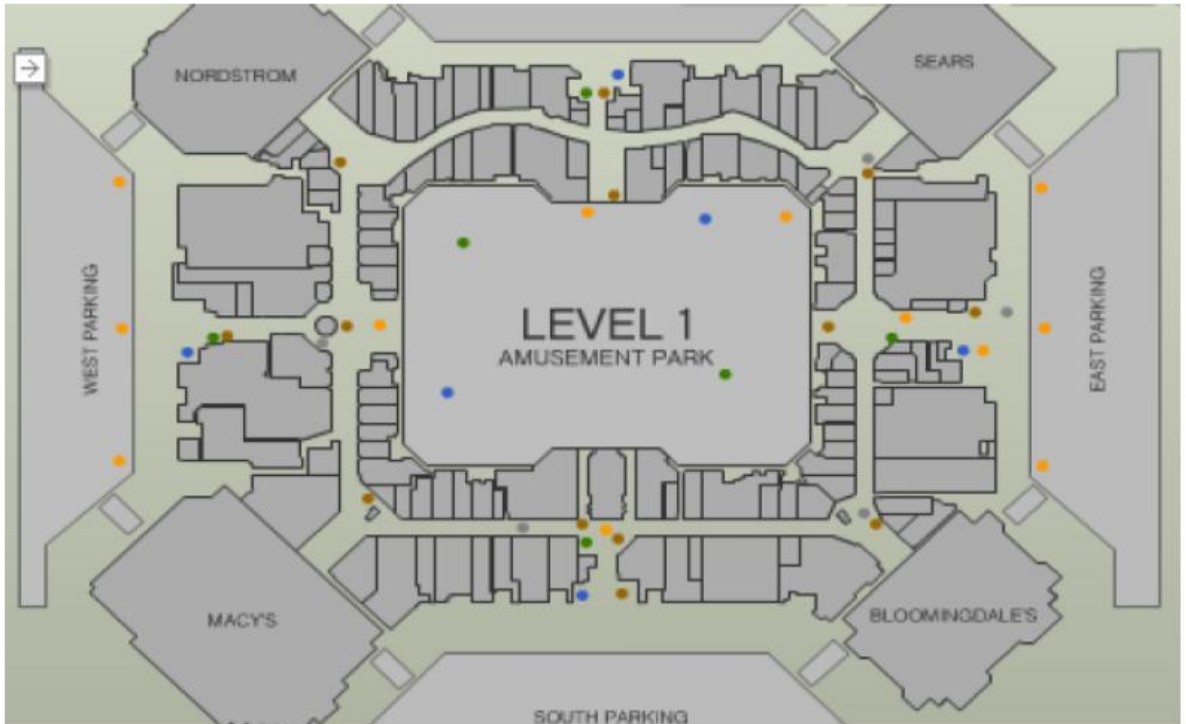 NORDSTROM
SEARS
WEST PARKING
LEVEL 1
AMUSEMENT PARK
EAST PARKING
MACY'S
BLOOMINGDALE'S
SOUTH PARKING